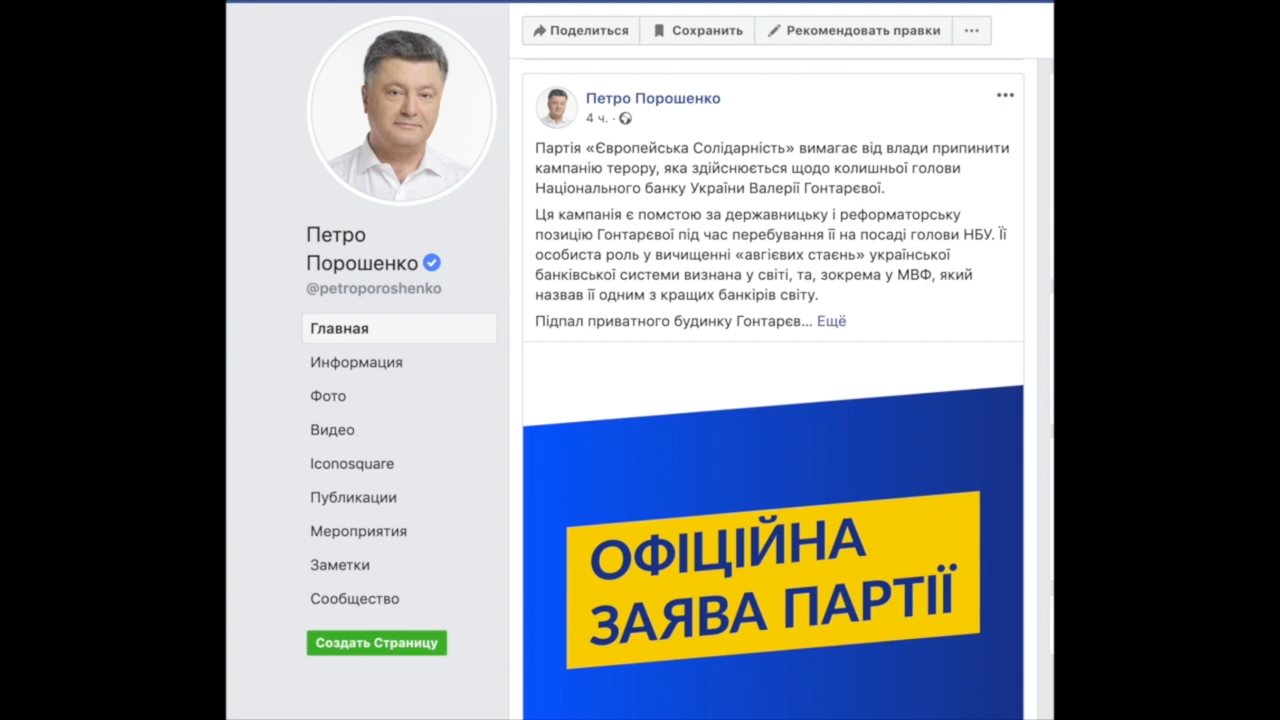 Поделиться
Сохранить
Рекомендовать правки
Петро
Порошенко
@petroporoshenko
Главная
Информация
Фото
Видео
Iconosquare
Публикации
Мероприятия
Заметки
Сообщество
Создать Страницу
Петро Порошенко
4 ч. ·
Партія «Європейська Солідарність» вимагає від влади припинити
кампанію терору, яка здійснюється щодо колишньої голови
Національного банку України Валерії Гонтарєвої.
Ця кампанія є помстою за державницьку і реформаторську
позицію Гонтарєвої під час перебування її на посаді голови НБУ. Її
особиста роль у вичищенні «авгієвих стаєнь» української
банківської системи визнана у світі, та, зокрема у МВФ, який
назвав її одним з кращих банкірів світу.
Підпал приватного будинку Гонтарєв... Ещё
ОФІЦІЙНА
ЗАЯВА ПАРТІЇ